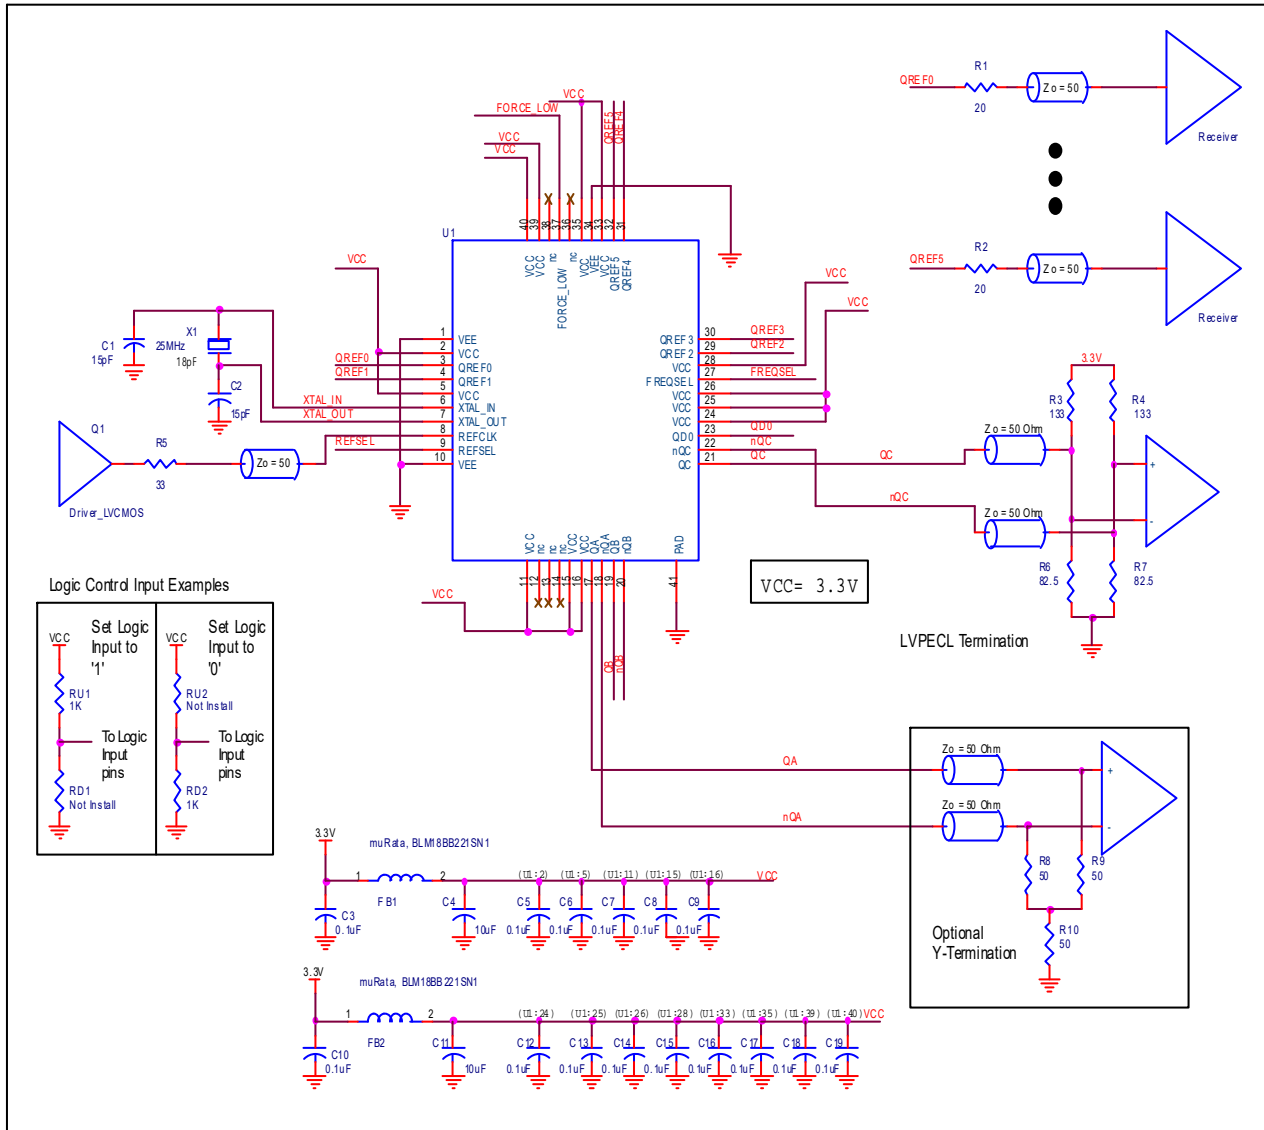 R1
QREF0
Zo = 50
20
Receiver
VCC
FORCE_LOW
VCC
VCC
QREF5
QREF4
40
39
38
37
36
35
34
33
32
31
U1
VCC
VCC
nc
FORCE_LOW
nc
VCC
VEE
VCC
QREF5
QREF4
R2
QREF5
Zo = 50
20
Receiver
VCC
VCC
VCC
C1
15pF
X1
25MHz
18pF
C2
15pF
QREF0
QREF1
XTAL_IN
XTAL_OUT
REFSEL
1
2
3
4
5
6
7
8
9
10
VEE
VCC
QREF0
QREF1
VCC
XTAL_IN
XTAL_OUT
REFCLK
REFSEL
VEE
QREF3
QREF2
VCC
FREQSEL
VCC
VCC
VCC
QD0
nQC
QC
30
29
28
27
26
25
24
23
22
21
QREF3
QREF2
FREQSEL
QD0
nQC
QC
Q1
R5
33
Zo = 50
Driver_LVCMOS
QC
nQC
Zo = 50 Ohm
Zo = 50 Ohm
3.3V
R3
133
R4
133
+
-
R6
82.5
R7
82.5
LVPECL Termination
VCC
nc
nc
nc
VCC
VCC
QA
nQA
QB
nQB
PAD
11
12
13
14
15
16
17
18
19
20
41
VCC
QB
nQB
VCC= 3.3V
Logic Control Input Examples
VCC
Set Logic
Input to
'1'
RU1
1K
To Logic
Input
pins
RD1
Not Install
VCC
Set Logic
Input to
'0'
RU2
Not Install
To Logic
Input
pins
RD2
1K
QA
nQA
Zo = 50 Ohm
Zo = 50 Ohm
+
-
R8
50
R9
50
R10
50
Optional
Y-Termination
3.3V
muRata, BLM18BB221SN1
1
2
FB1
(U1:2)
(U1:5)
(U1:11)
(U1:15)
(U1:16)
VCC
C3
0.1uF
C4
10uF
C5
0.1uF
C6
0.1uF
C7
0.1uF
C8
0.1uF
C9
0.1uF
3.3V
muRata, BLM18BB221SN1
1
2
FB2
(U1:24)
(U1:25)
(U1:26)
(U1:28)
(U1:33)
(U1:35)
(U1:39)
(U1:40)
VCC
C10
0.1uF
C11
10uF
C12
0.1uF
C13
0.1uF
C14
0.1uF
C15
0.1uF
C16
0.1uF
C17
0.1uF
C18
0.1uF
C19
0.1uF